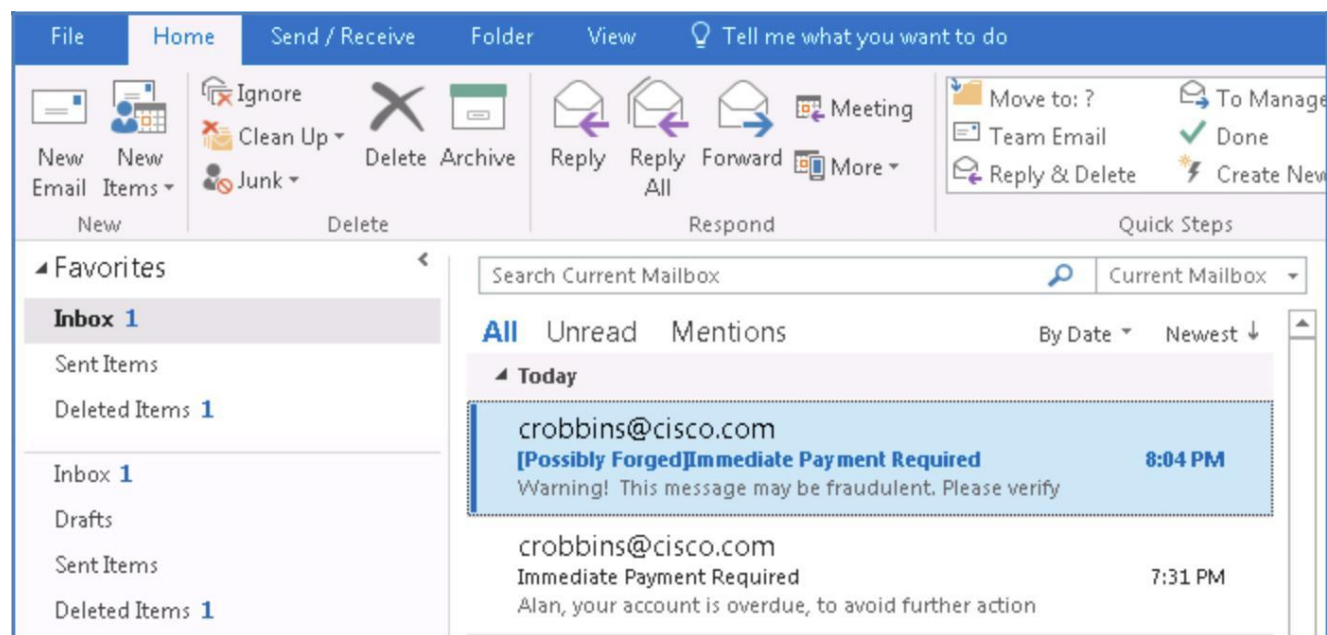 File Home Send / Receive Folder View Tell me what you want to do
New Email
New Items
Ignore
Clean Up
Junk
Delete
Archive
Reply
Reply All
Forward
Meeting
More
Move to: ?
Team Email
Reply & Delete
To Manage
Done
Create New
New Delete Respond Quick Steps
Favorites
Inbox 1
Sent Items
Deleted Items 1
Inbox 1
Drafts
Sent Items
Deleted Items 1
Search Current Mailbox Current Mailbox
All Unread Mentions By Date Newest
Today
crobbins@cisco.com
[Possibly Forged]Immediate Payment Required 8:04 PM
Warning! This message may be fraudulent. Please verify
crobbins@cisco.com
Immediate Payment Required 7:31 PM
Alan, your account is overdue, to avoid further action